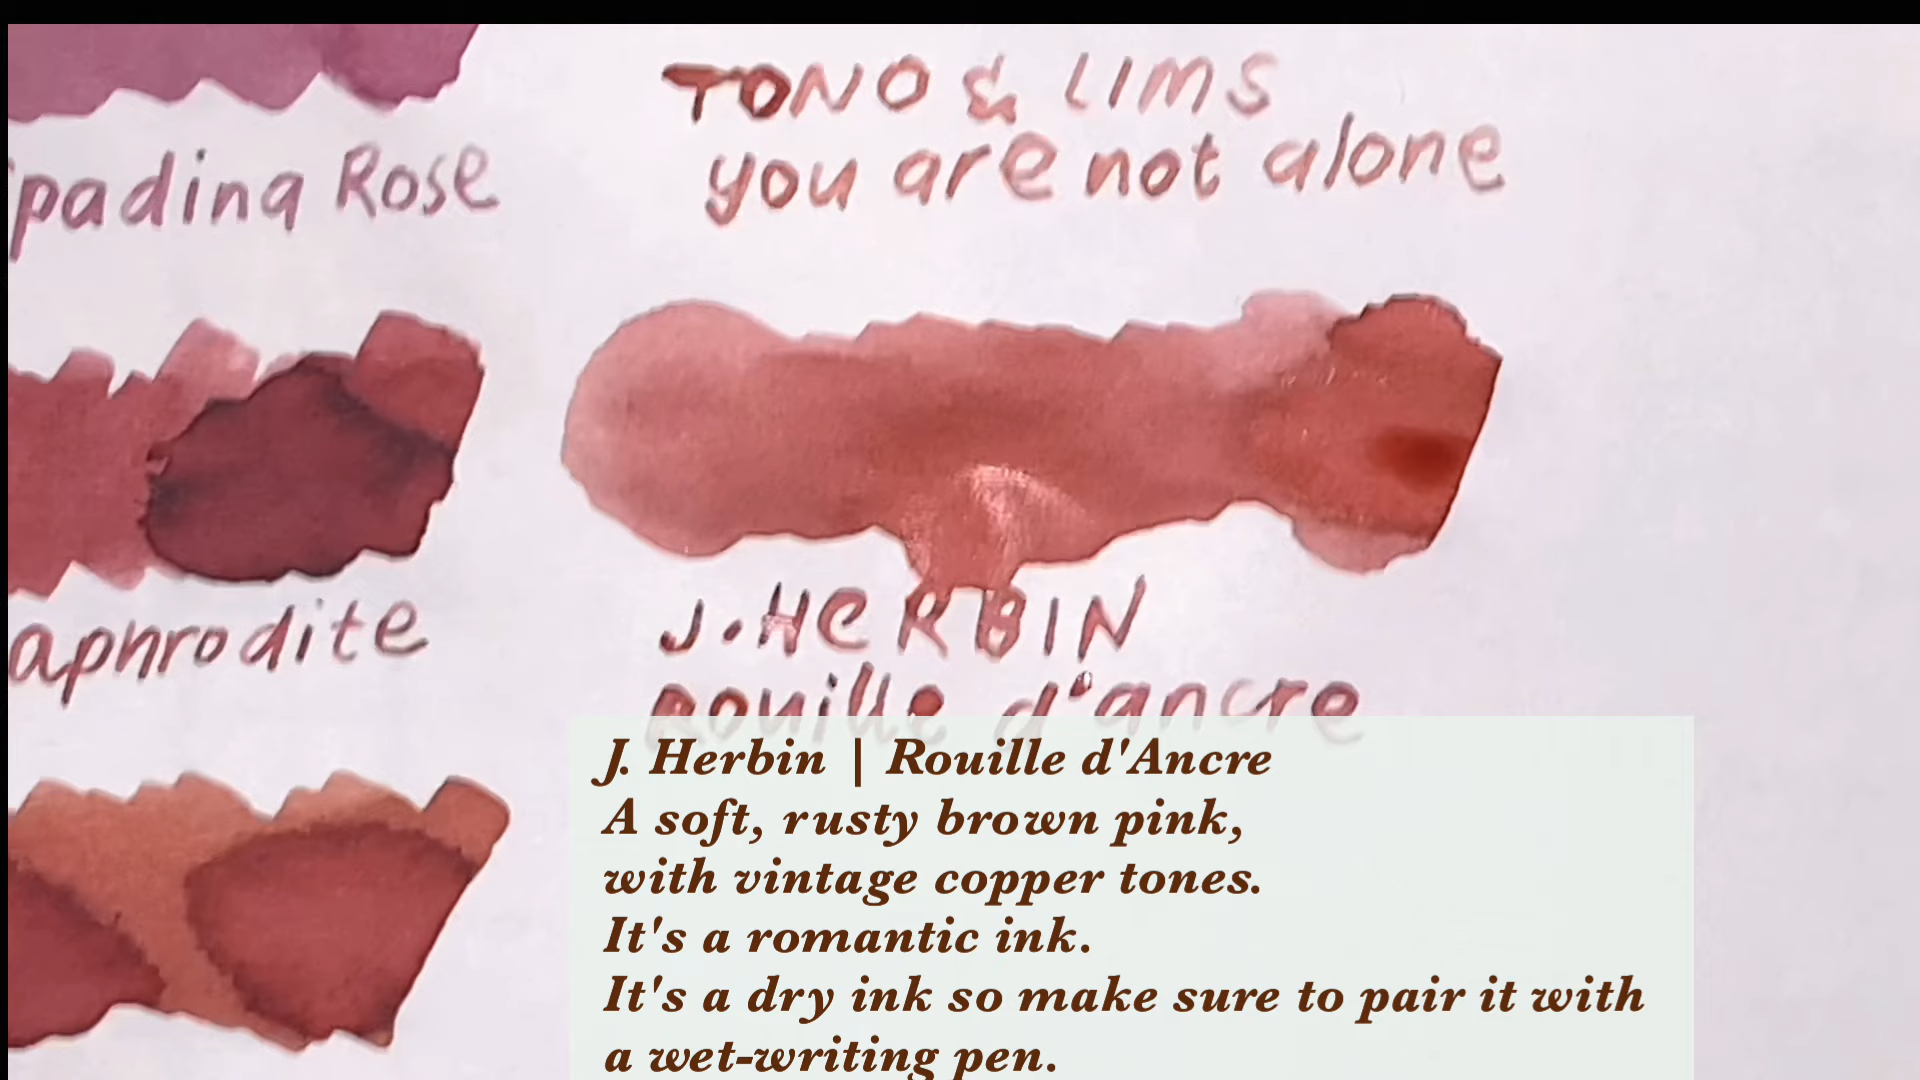 TONO & LIMS
you are not alone
padina Rose
aphrodite
J. HERBIN
Rouille d'ancre
J. Herbin | Rouille d'Ancre
A soft, rusty brown pink,
with vintage copper tones.
It's a romantic ink.
It's a dry ink so make sure to pair it with
a wet-writing pen.